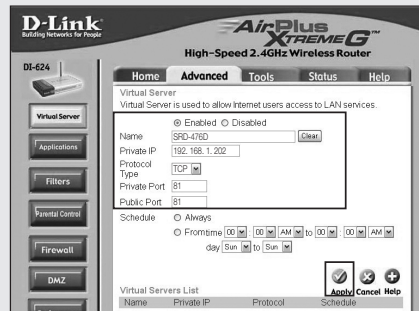 D-Link
Building Networks for People
AirPlus
XTREME G™
High-Speed 2.4GHz Wireless Router
DI-624
Home Advanced Tools Status Help
Virtual Server
Applications
Filters
Parental Control
Firewall
DMZ
Virtual Server
Virtual Server is used to allow Internet users access to LAN services.
Enabled Disabled
Name SRD-476D Clear
Private IP 192.168.1.202
Protocol Type TCP
Private Port 81
Public Port 81
Schedule Always
From time 00 : 00 AM to 00 : 00 AM
day Sun to Sun
Apply Cancel Help
Virtual Servers List
Name Private IP Protocol Schedule